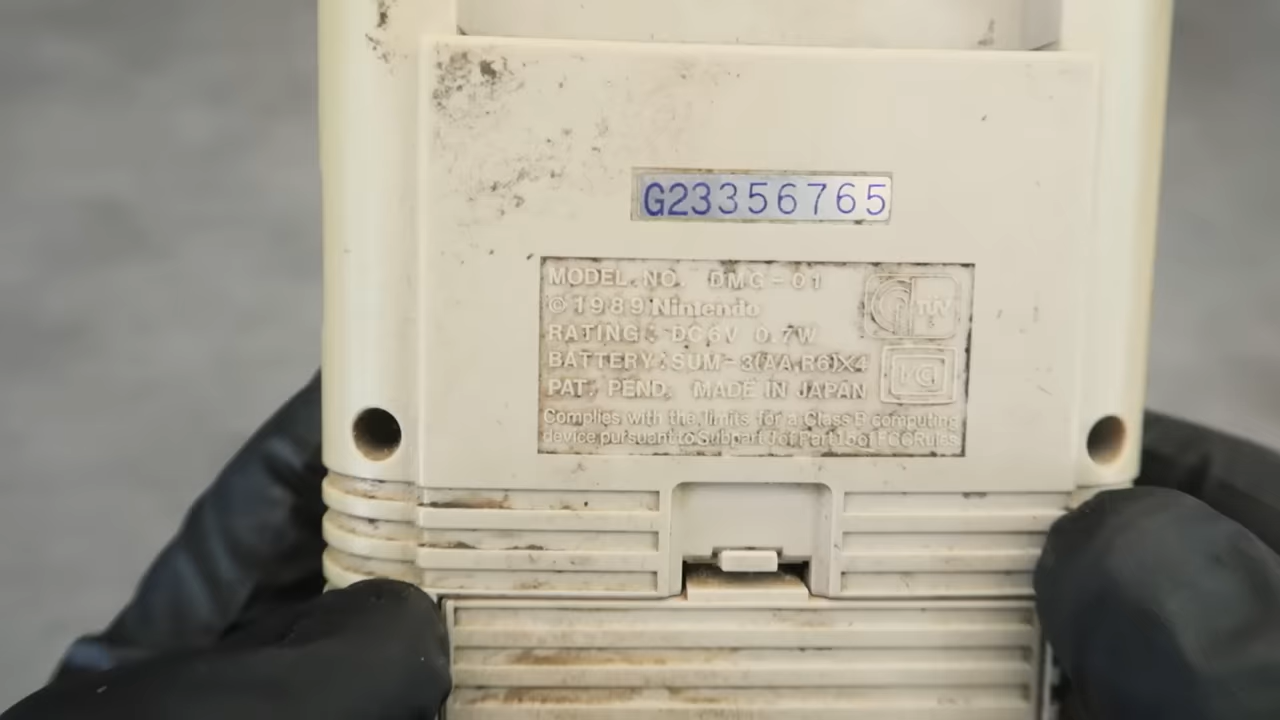 G23356765
MODEL NO. DMG-01
© 1989 Nintendo
RATING: DC6V 0.7W
BATTERY: SUM-3(AA,R6)X4
PAT. PEND. MADE IN JAPAN
Complies with the limits for a Class B computing
device pursuant to Subpart J of Part 15 of FCC Rules
TÜV